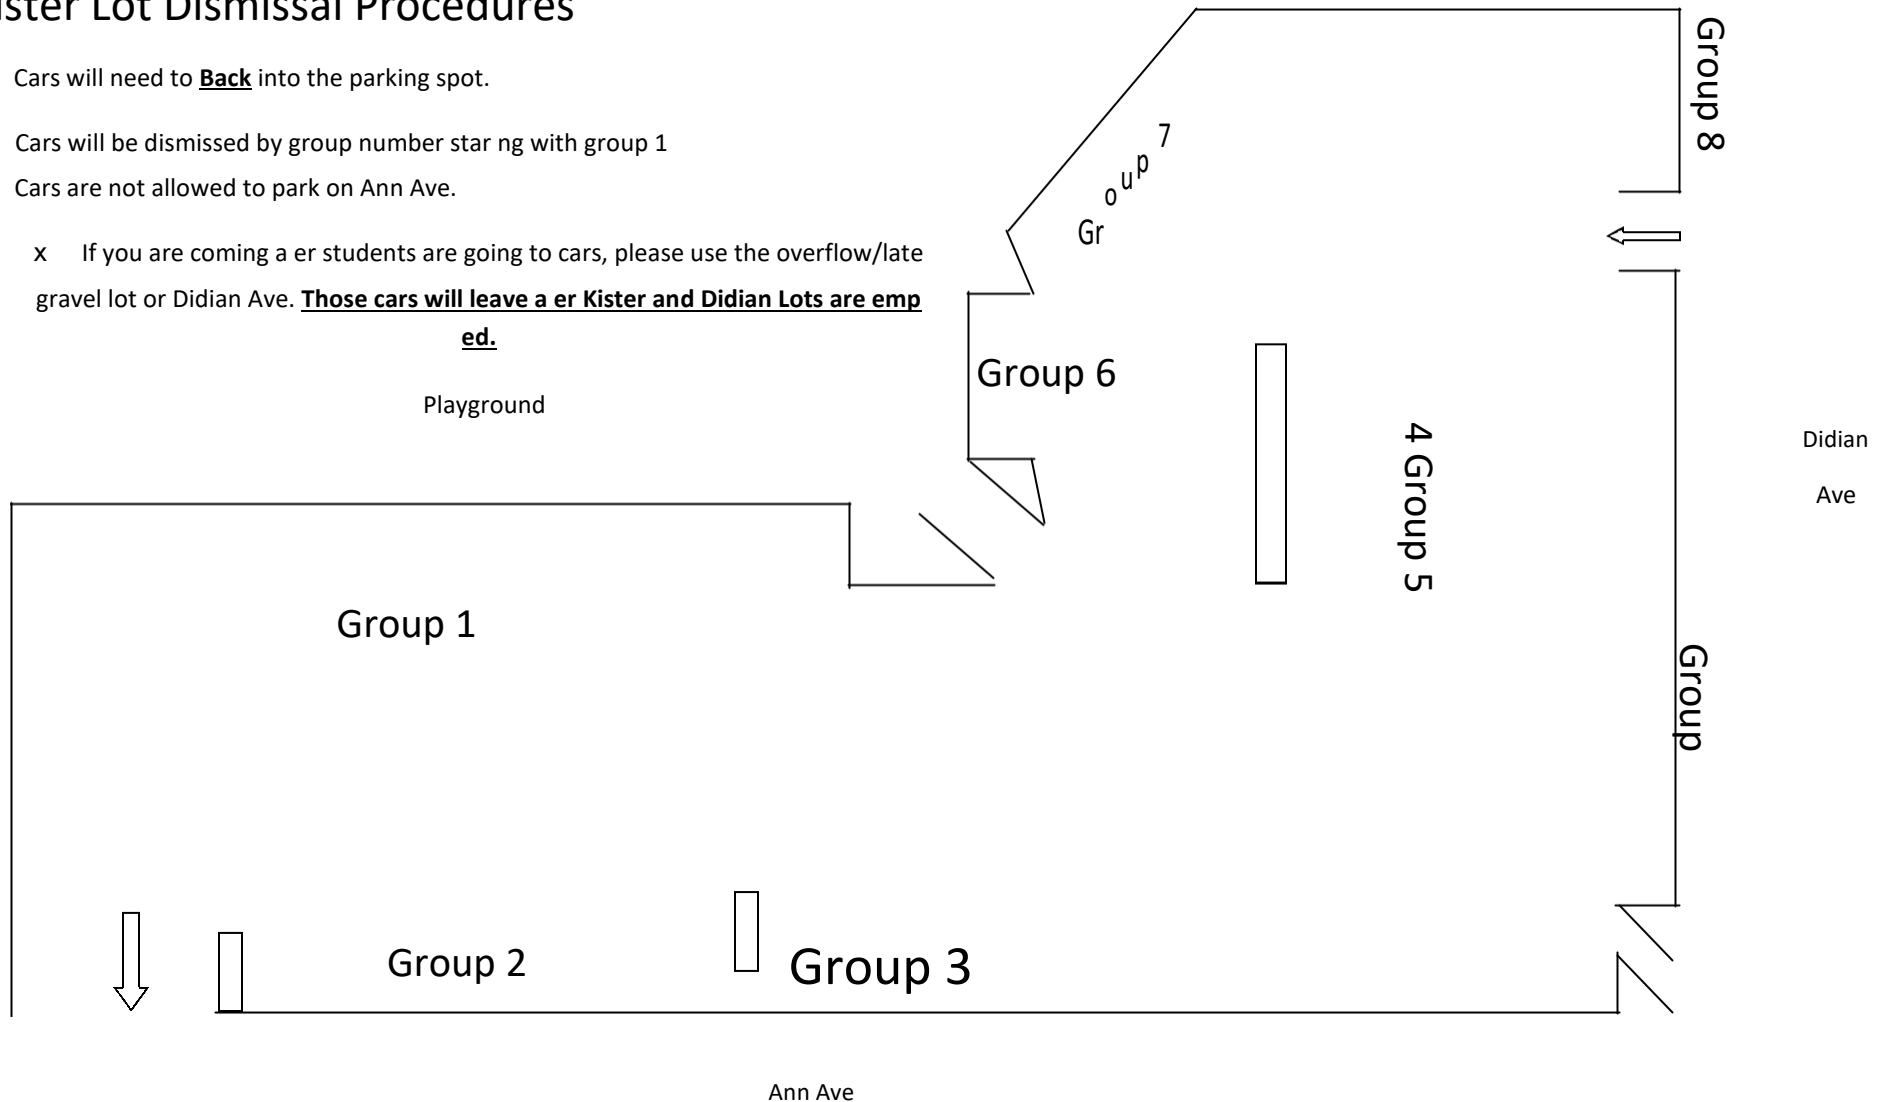 ister Lot Dismissal Procedures
Cars will need to Back into the parking spot.
Cars will be dismissed by group number star ng with group 1
Cars are not allowed to park on Ann Ave.
x If you are coming a er students are going to cars, please use the overflow/late
gravel lot or Didian Ave. Those cars will leave a er Kister and Didian Lots are emp
ed.
Playground
Group 8
Group 7
Group 6
4 Group 5
Didian
Ave
Group 1
Group
Group 2
Group 3
Ann Ave